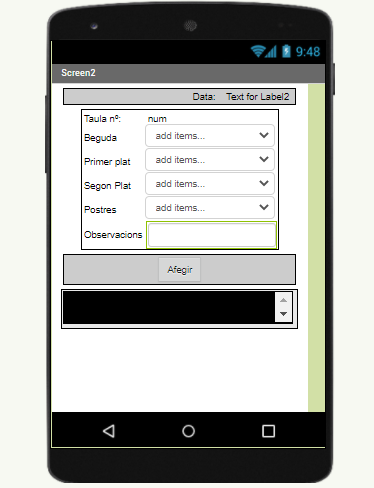 9:48
Screen2
Data: Text for Label2
Taula nº: num
Beguda add items...
Primer plat add items...
Segon Plat add items...
Postres add items...
Observacions
Afegir